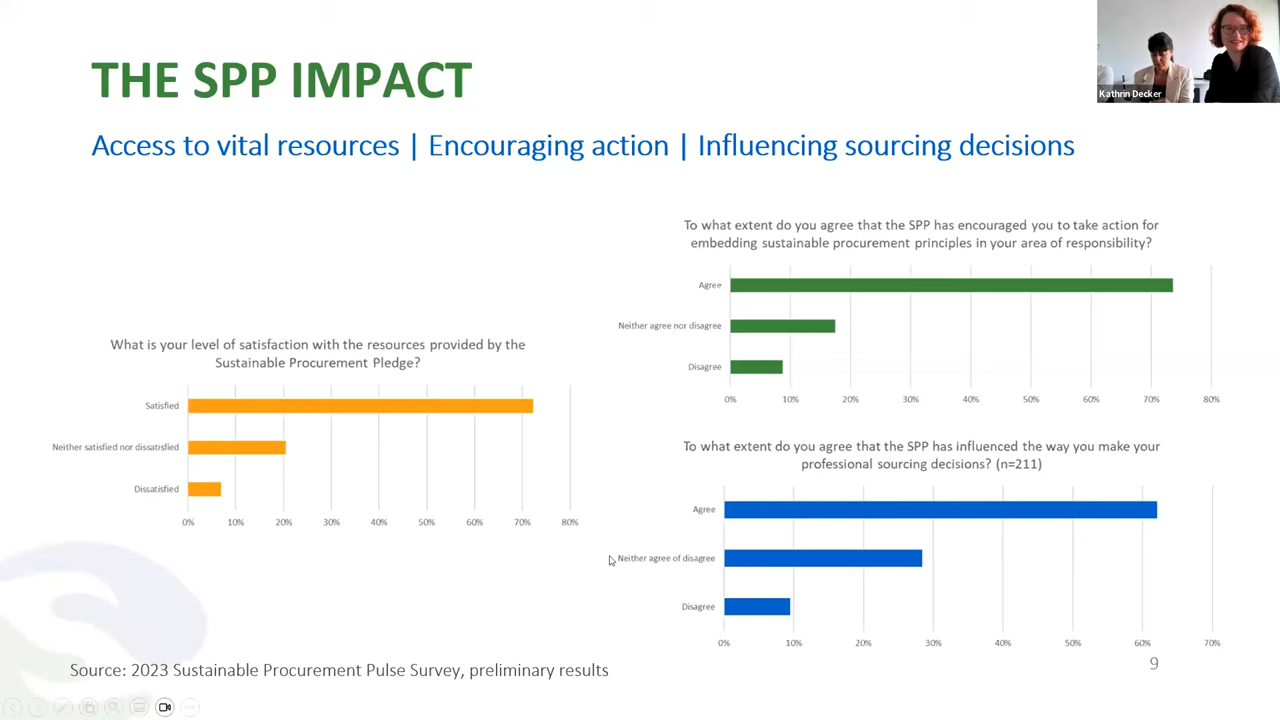 THE SPP IMPACT
Kathrin Decker
Access to vital resources | Encouraging action | Influencing sourcing decisions
What is your level of satisfaction with the resources provided by the
Sustainable Procurement Pledge?
Satisfied
Neither satisfied nor dissatisfied
Dissatisfied
0% 10% 20% 30% 40% 50% 60% 70% 80%
To what extent do you agree that the SPP has encouraged you to take action for
embedding sustainable procurement principles in your area of responsibility?
Agree
Neither agree nor disagree
Disagree
0% 10% 20% 30% 40% 50% 60% 70% 80%
To what extent do you agree that the SPP has influenced the way you make your
professional sourcing decisions? (n=211)
Agree
Neither agree of disagree
Disagree
0% 10% 20% 30% 40% 50% 60% 70%
Source: 2023 Sustainable Procurement Pulse Survey, preliminary results
9